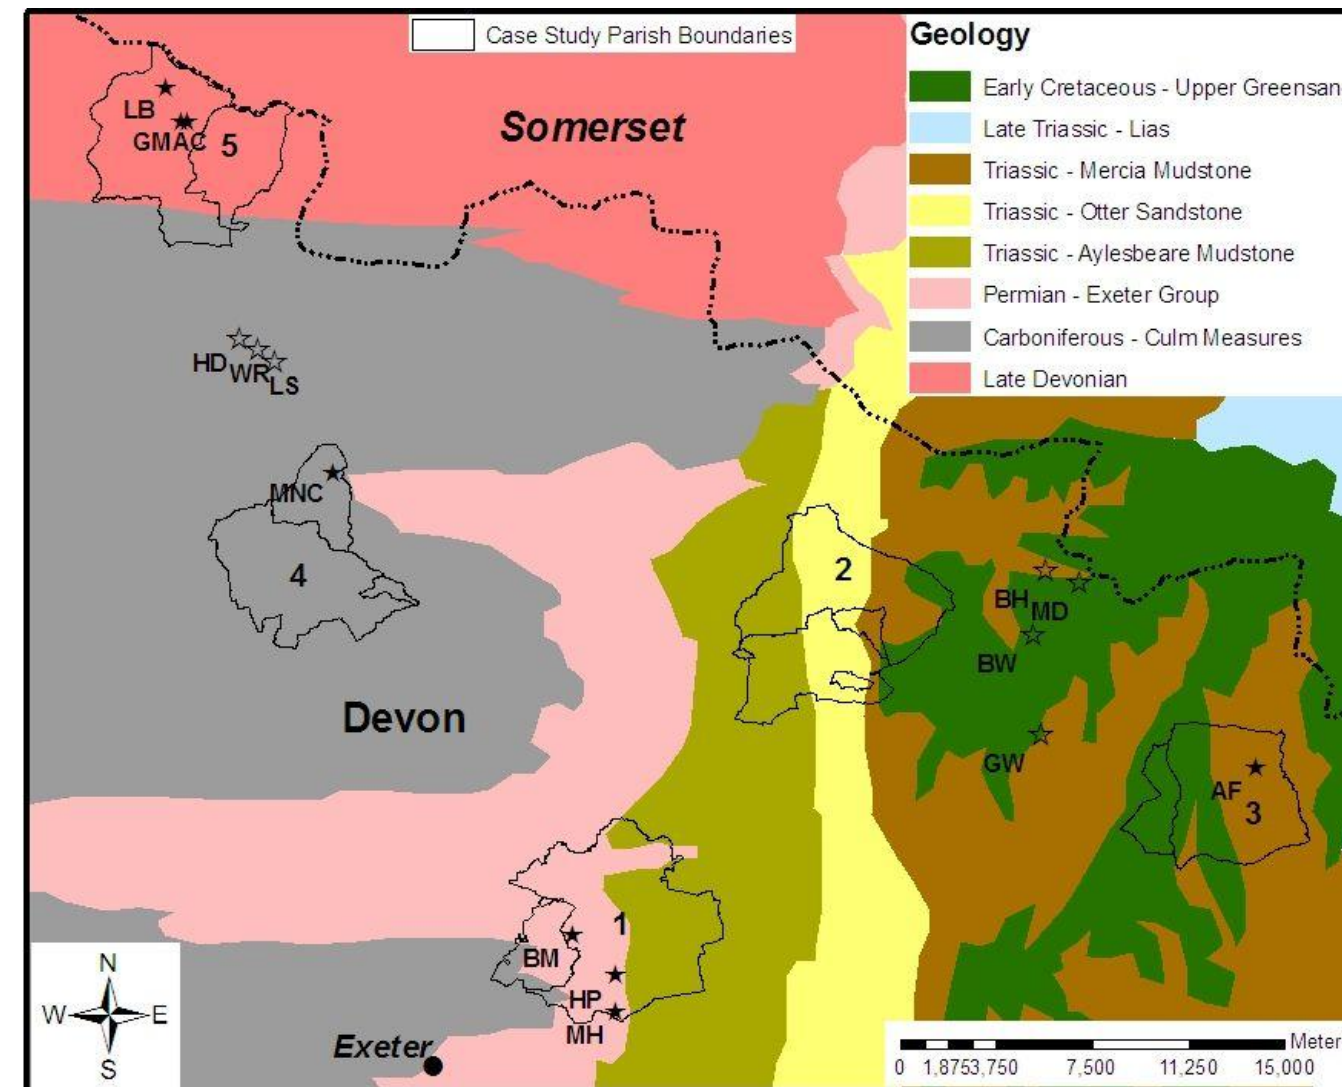 Case Study Parish Boundaries
Geology
Early Cretaceous - Upper Greensan
Late Triassic - Lias
Triassic - Mercia Mudstone
Triassic - Otter Sandstone
Triassic - Aylesbeare Mudstone
Permian - Exeter Group
Carboniferous - Culm Measures
Late Devonian
Somerset
LB
GMAC
5
HD
WR
LS
MNC
4
2
BH
MD
BW
Devon
GW
AF
3
1
BM
HP
MH
Exeter
N
W
E
S
Meter
0 1,8753,750 7,500 11,250 15,000